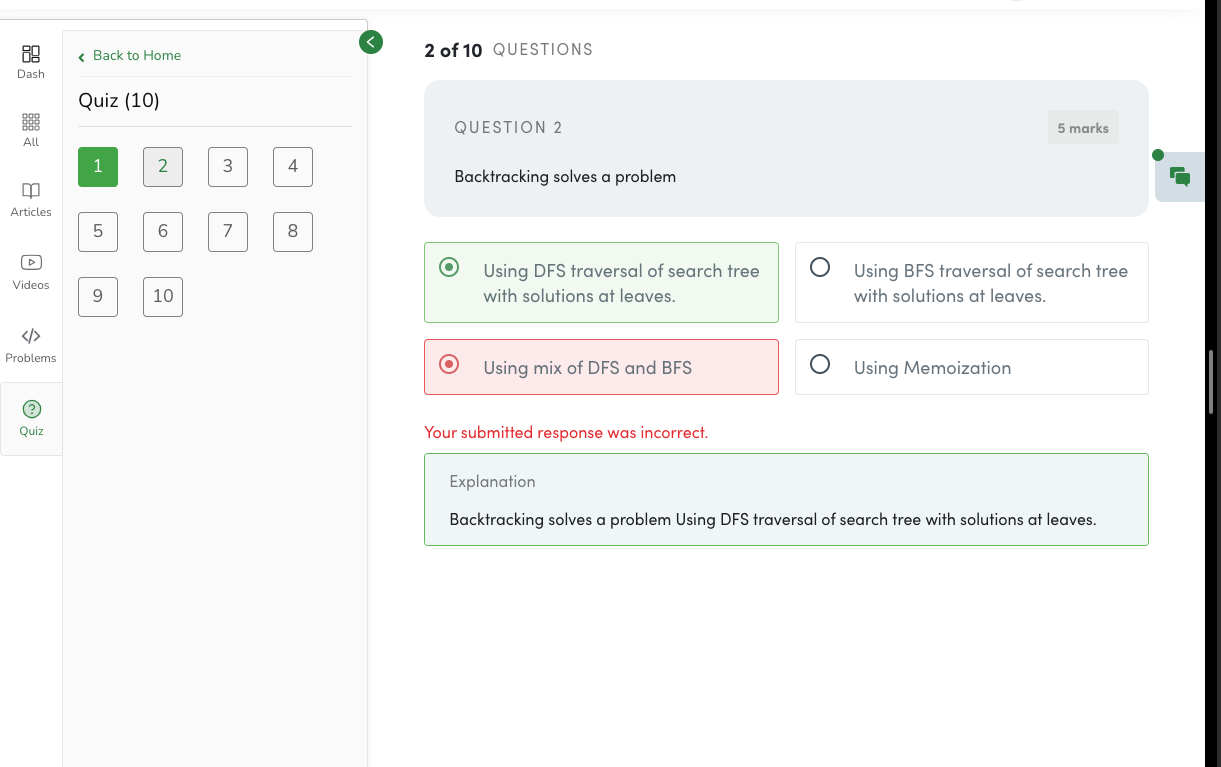 Dash
All
Articles
Videos
Problems
Quiz
Back to Home
Quiz (10)
1 2 3 4
5 6 7 8
9 10
2 of 10 QUESTIONS
QUESTION 2
5 marks
Backtracking solves a problem
Using DFS traversal of search tree
with solutions at leaves.
Using BFS traversal of search tree
with solutions at leaves.
Using mix of DFS and BFS
Using Memoization
Your submitted response was incorrect.
Explanation
Backtracking solves a problem Using DFS traversal of search tree with solutions at leaves.